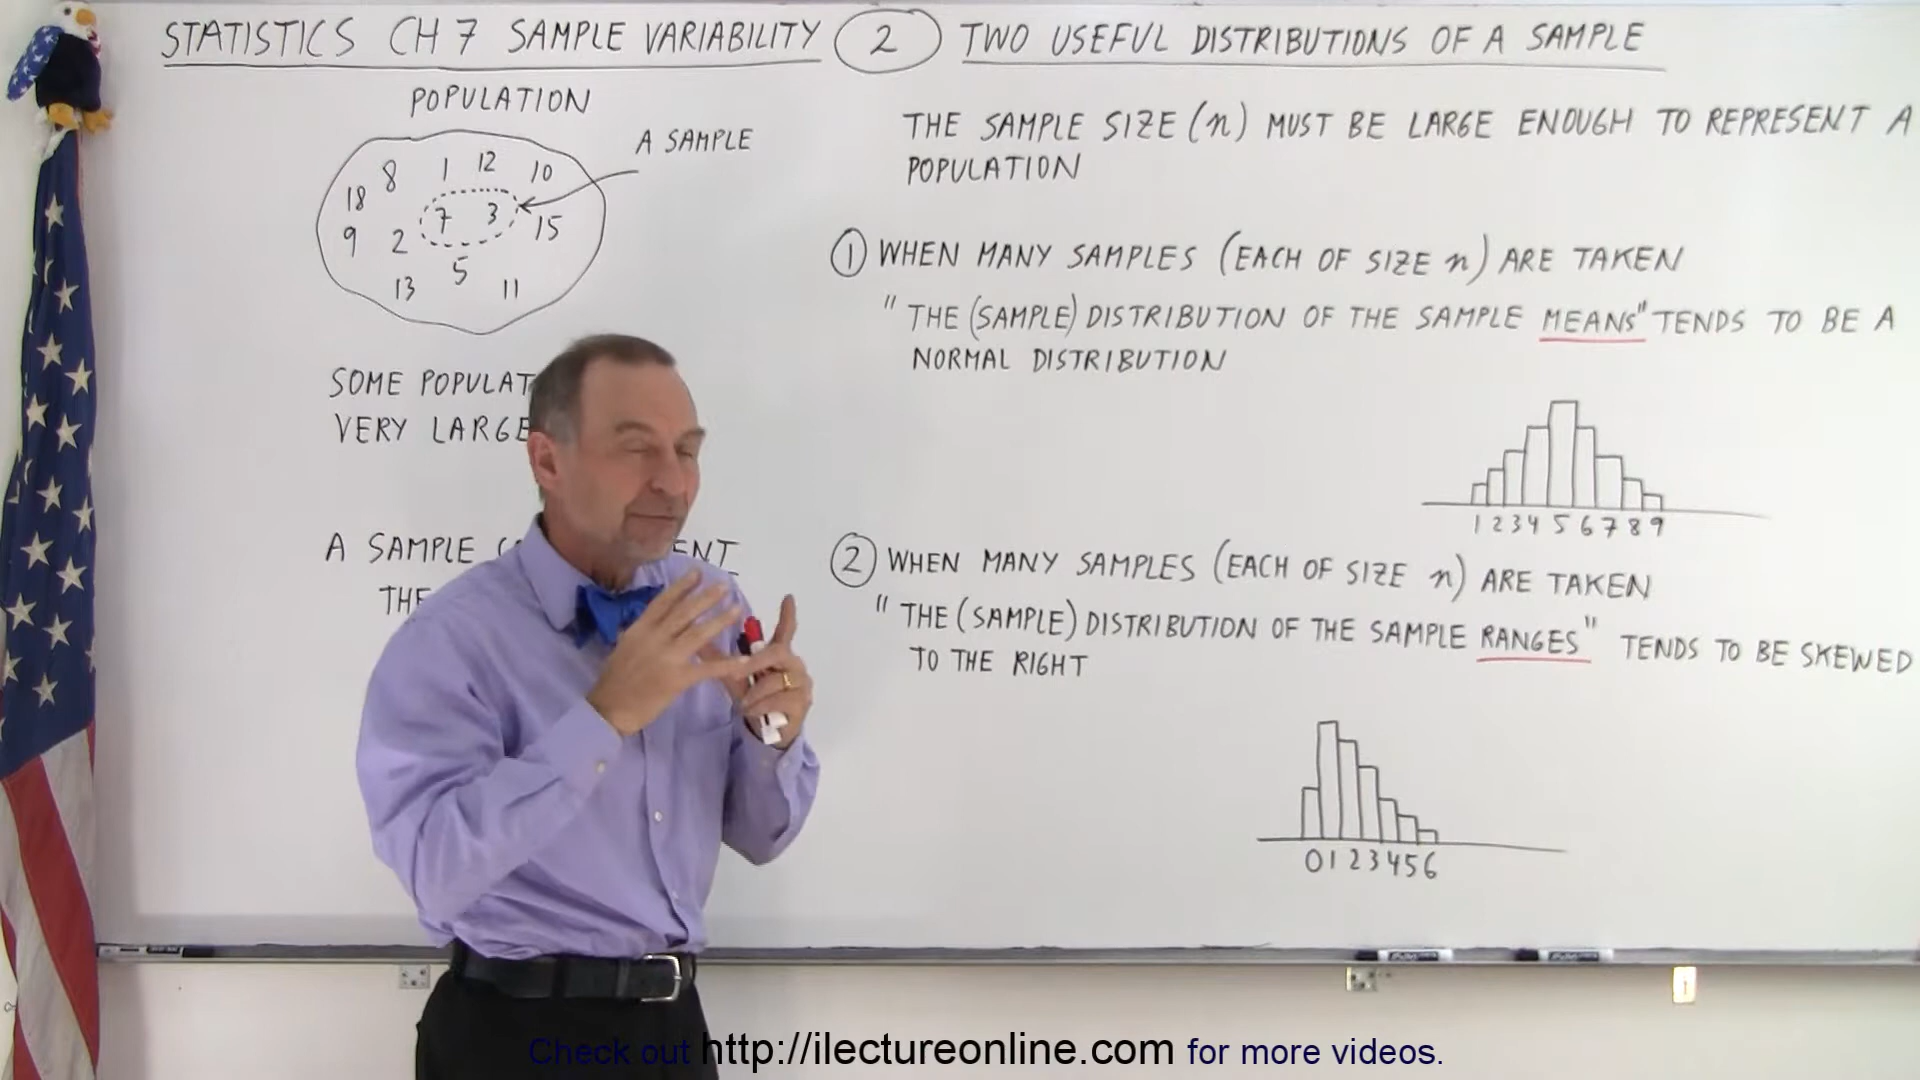 STATISTICS CH 7 SAMPLE VARIABILITY 2 TWO USEFUL DISTRIBUTIONS OF A SAMPLE
POPULATION
A SAMPLE
18 8 1 12 10
9 2 7 3 15
13 5 11
SOME
VERY LARGE
A SAMPLE
THE SAMPLE SIZE (n) MUST BE LARGE ENOUGH TO REPRESENT A
POPULATION
1 WHEN MANY SAMPLES (EACH OF SIZE n) ARE TAKEN
"THE (SAMPLE) DISTRIBUTION OF THE SAMPLE MEANS" TENDS TO BE A
NORMAL DISTRIBUTION
1 2 3 4 5 6 7 8 9
2 WHEN MANY SAMPLES (EACH OF SIZE n) ARE TAKEN
"THE (SAMPLE) DISTRIBUTION OF THE SAMPLE RANGES" TENDS TO BE SKEWED
TO THE RIGHT
0 1 2 3 4 5 6
Check out http://ilectureonline.com for more videos.